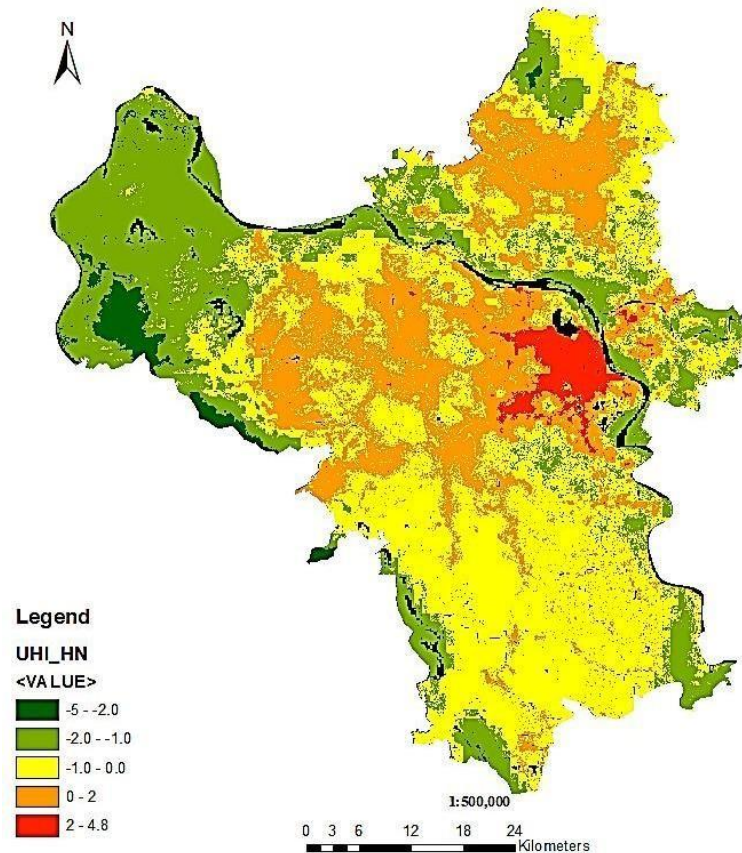 N
Legend
UHI_HN
<VALUE>
-5 - -2.0
-2.0 - -1.0
-1.0 - 0.0
0 - 2
2 - 4.8
1:500,000
0 3 6 12 18 24
Kilometers